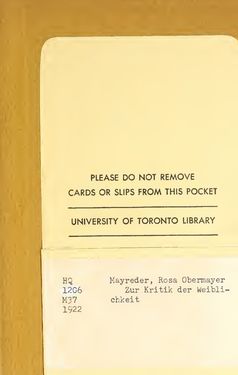 PLEASE DO NOT REMOVE
CARDS OR SLIPS FROM THIS POCKET
UNIVERSITY OF TORONTO LIBRARY
HQ Mayreder, Rosa Obermayer
1206 Zur Kritik der Weibli-
M37 chkeit
1922